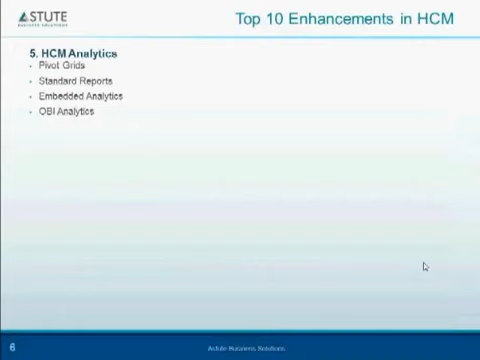 ASTUTE
BUSINESS SOLUTIONS
Top 10 Enhancements in HCM
5. HCM Analytics
• Pivot Grids
• Standard Reports
• Embedded Analytics
• OBI Analytics
6
Astute Business Solutions